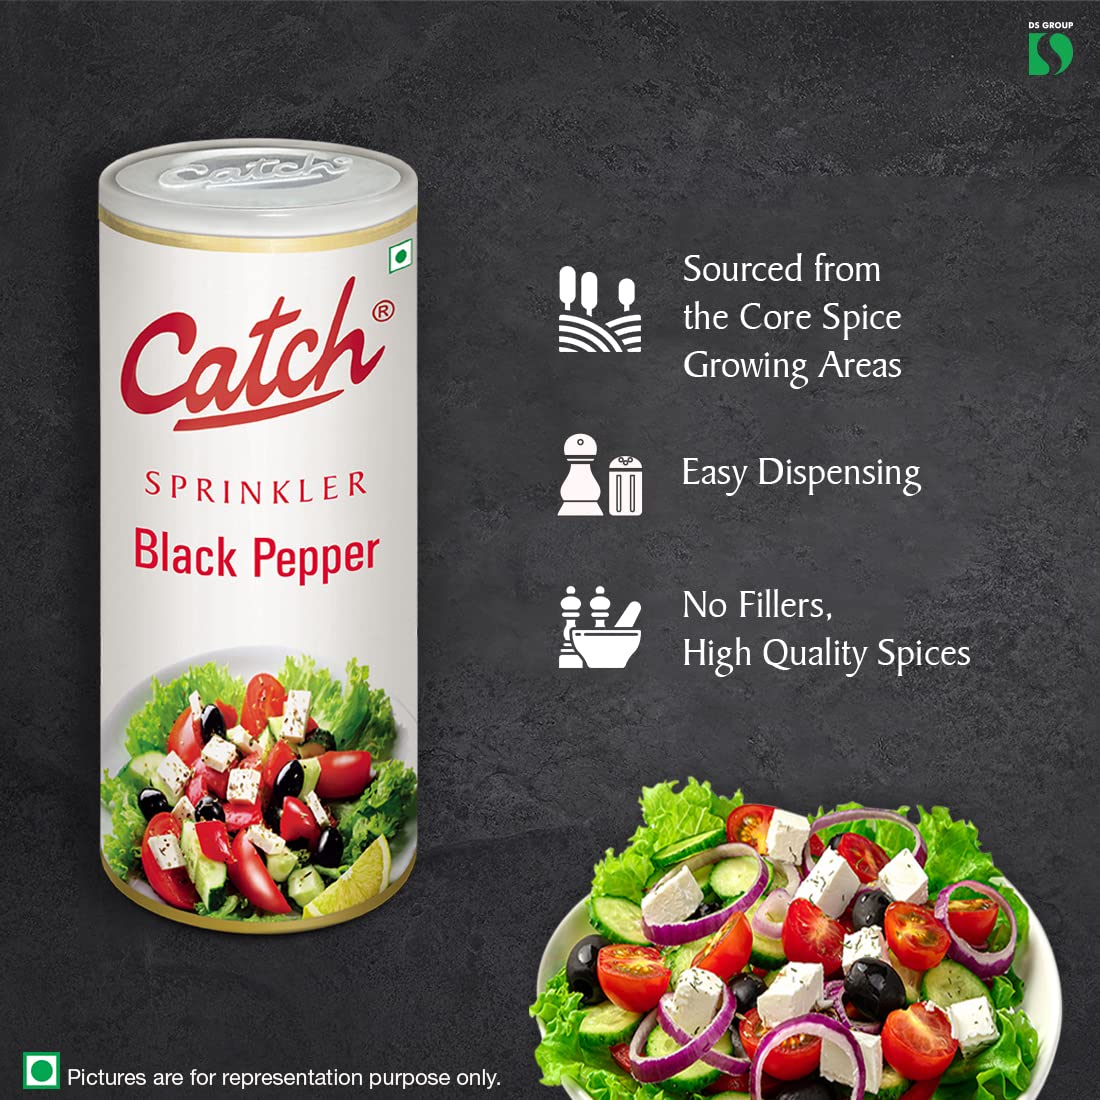 DS GROUP
Catch®
Catch®
SPRINKLER
Black Pepper
Sourced from
the Core Spice
Growing Areas
Easy Dispensing
No Fillers,
High Quality Spices
Pictures are for representation purpose only.